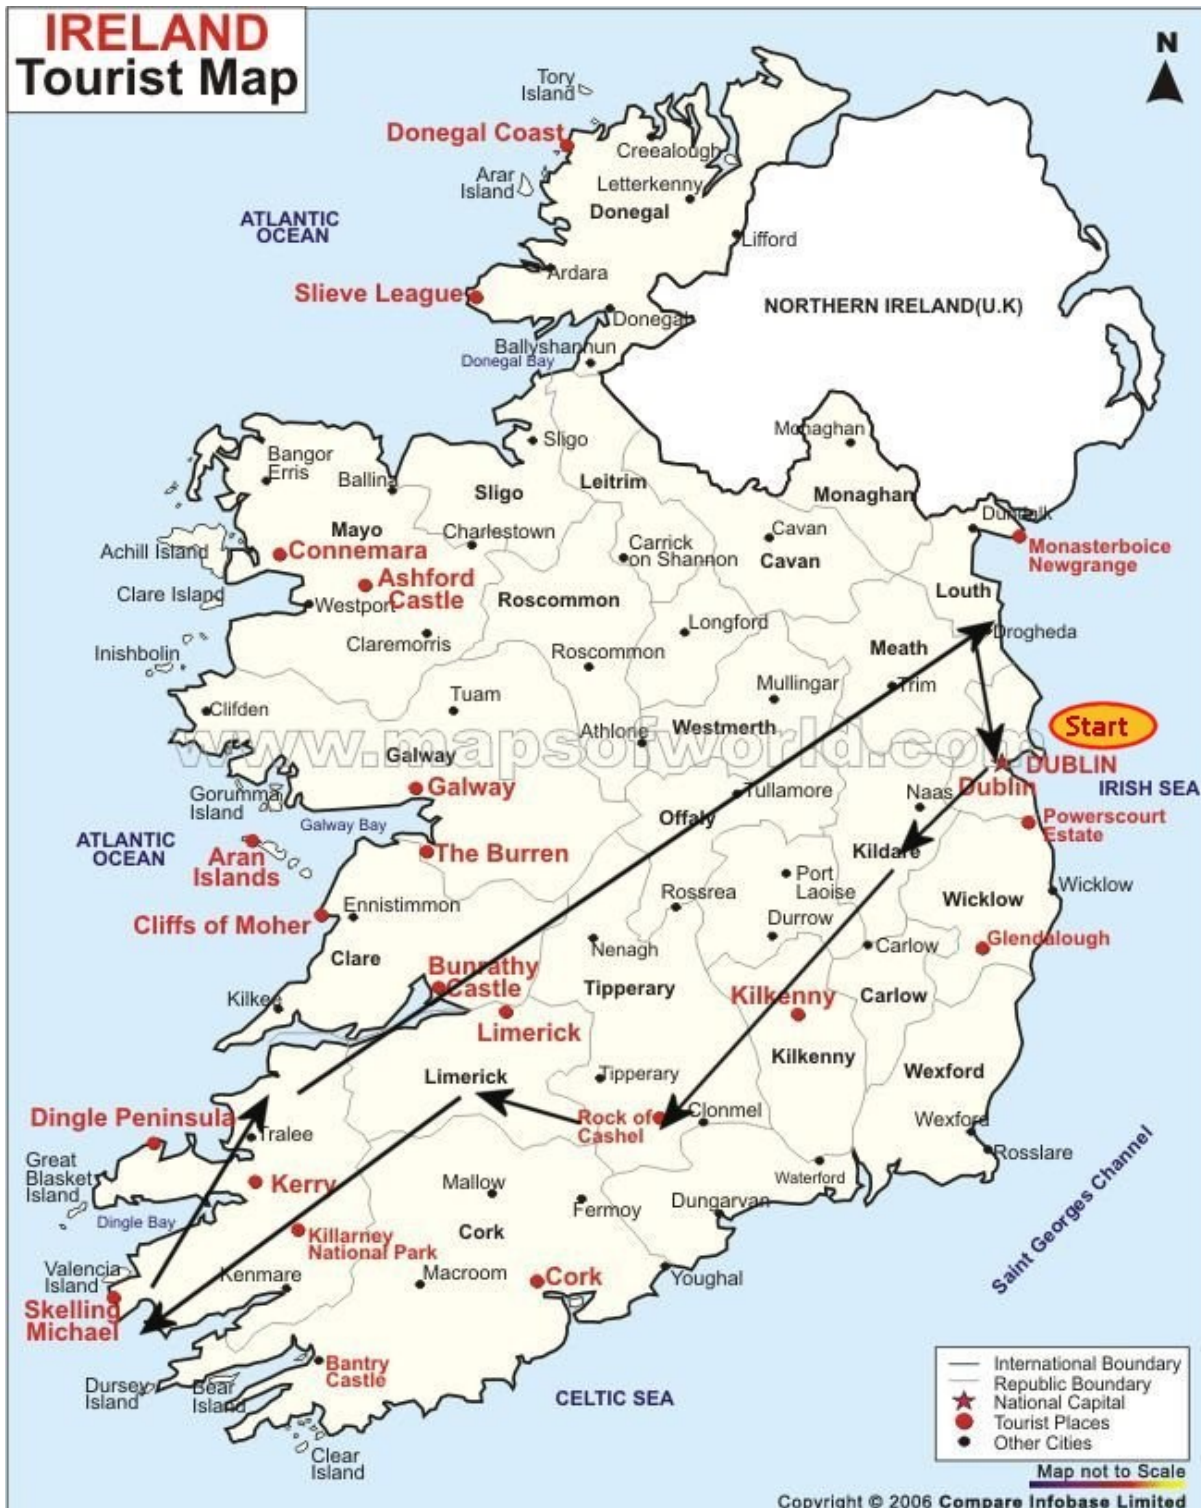 IRELAND
Tourist Map
N
Tory
Island
Donegal Coast
Creealough
Arar
Island
Letterkenny
Donegal
ATLANTIC
OCEAN
Lifford
Ardara
Slieve League
NORTHERN IRELAND(U.K)
Donegal
Ballyshannun
Donegal Bay
Monaghan
Sligo
Bangor
Erris
Ballina
Sligo
Leitrim
Monaghan
Mayo
Charlestown
Cavan
Dundalk
Achill Island
Connemara
Carrick
on Shannon
Cavan
Monasterboice
Newgrange
Ashford
Castle
Clare Island
Westport
Roscommon
Louth
Claremorris
Longford
Drogheda
Inishbolin
Roscommon
Meath
Mullingar
Trim
Clifden
Tuam
Westmerth
Start
Athlone
www.mapsofworld.com
Galway
DUBLIN
Dublin
IRISH SEA
Gorumma
Island
Galway
Tullamore
Naas
Powerscourt
Estate
Galway Bay
Offaly
ATLANTIC
OCEAN
Aran
Islands
The Burren
Kildare
Port
Laoise
Wicklow
Rossrea
Wicklow
Ennistimmon
Cliffs of Moher
Durrow
Nenagh
Carlow
Glendalough
Clare
Bunrathy
Castle
Tipperary
Kilkenny
Carlow
Kilkee
Limerick
Kilkenny
Limerick
Tipperary
Wexford
Dingle Peninsula
Rock of
Cashel
Clonmel
Wexford
Tralee
Rosslare
Great
Blasket
Island
Kerry
Mallow
Waterford
Fermoy
Dungarvan
Dingle Bay
Killarney
National Park
Cork
Saint Georges Channel
Valencia
Island
Kenmare
Macroom
Cork
Youghal
Skelling
Michael
Bantry
Castle
Dursey
Island
Bear
Island
CELTIC SEA
Clear
Island
International Boundary
Republic Boundary
National Capital
Tourist Places
Other Cities
Map not to Scale
Copyright © 2006 Compare Infobase Limited